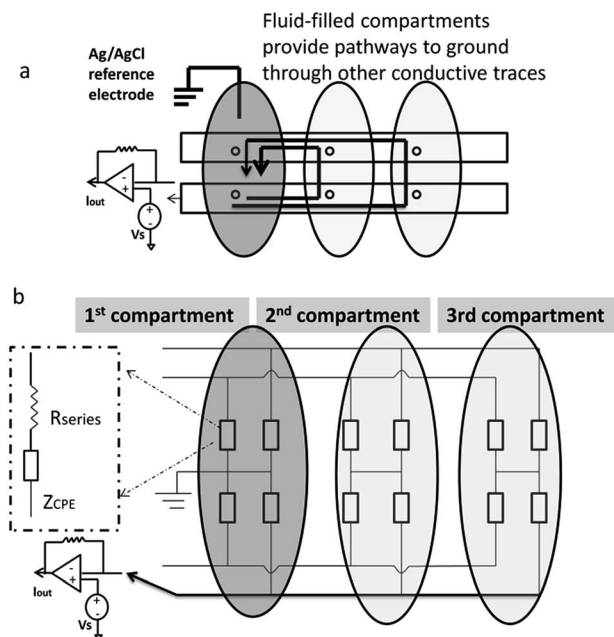 Fluid-filled compartments
provide pathways to ground
through other conductive traces
Ag/AgCl
reference
electrode
a
- +
Iout
Vs
+
-
b
1st compartment
2nd compartment
3rd compartment
Rseries
ZCPE
- +
Iout
Vs
+
-